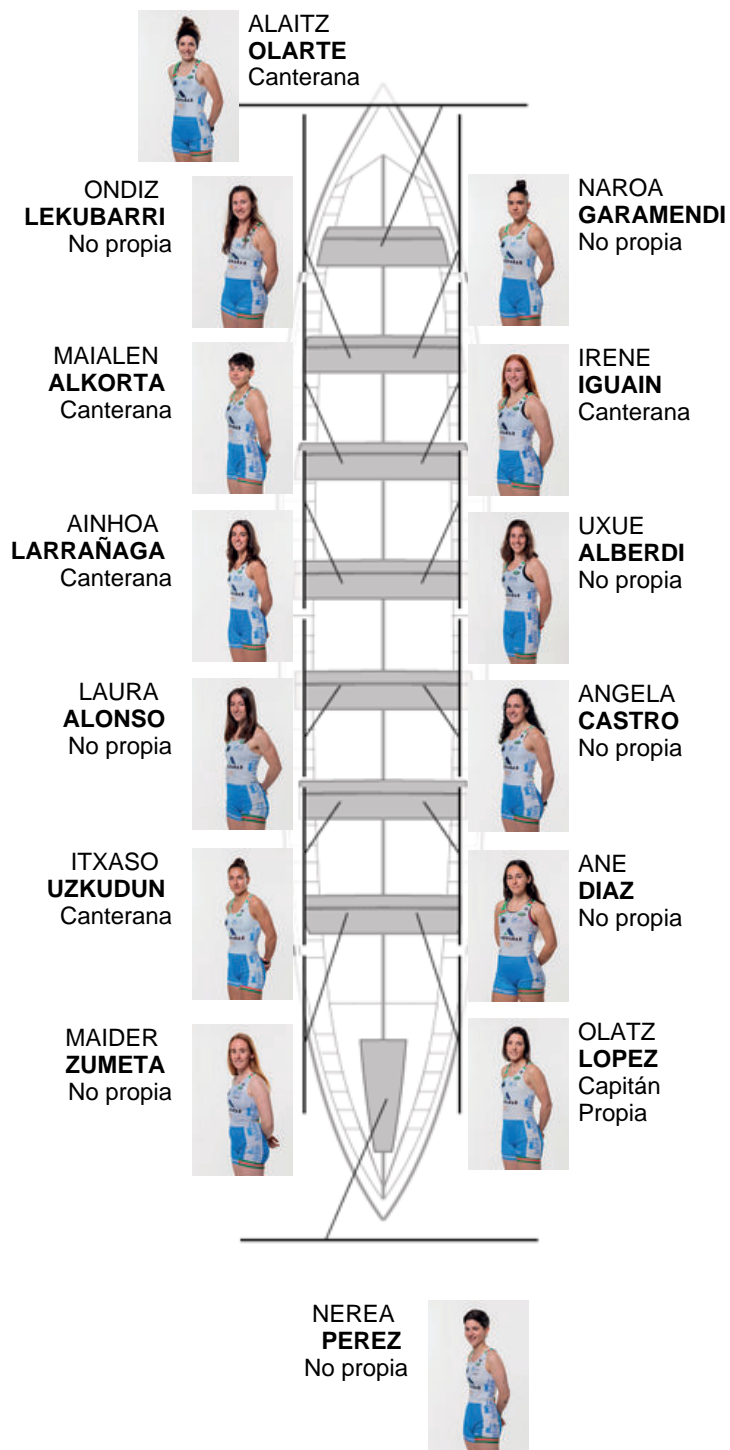 ALAITZ
OLARTE
Canterana
ONDIZ
LEKUBARRI
No propia
NAROA
GARAMENDI
No propia
MAIALEN
ALKORTA
Canterana
IRENE
IGUAIN
Canterana
AINHOA
LARRAÑAGA
Canterana
UXUE
ALBERDI
No propia
LAURA
ALONSO
No propia
ANGELA
CASTRO
No propia
ITXASO
UZKUDUN
Canterana
ANE
DIAZ
No propia
MAIDER
ZUMETA
No propia
OLATZ
LOPEZ
Capitán
Propia
NEREA
PEREZ
No propia